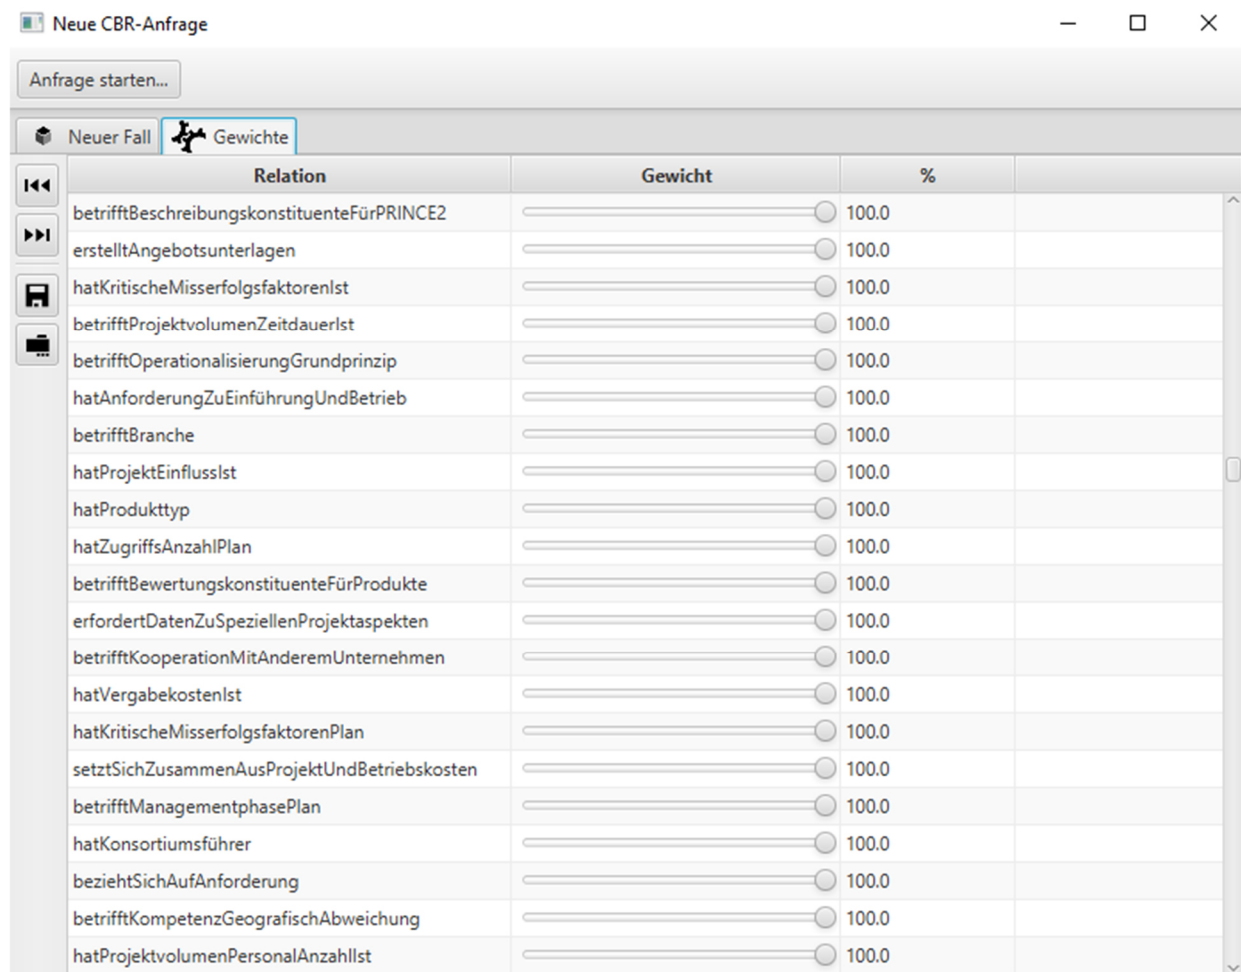 Neue CBR-Anfrage
Anfrage starten...
Neuer Fall Gewichte
Relation Gewicht %
betrifftBeschreibungskonstituenteFürPRINCE2 100.0
erstelltAngebotsunterlagen 100.0
hatKritischeMisserfolgsfaktorenIst 100.0
betrifftProjektvolumenZeitdauerIst 100.0
betrifftOperationalisierungGrundprinzip 100.0
hatAnforderungZuEinführungUndBetrieb 100.0
betrifftBranche 100.0
hatProjektEinflussIst 100.0
hatProdukttyp 100.0
hatZugriffsAnzahlPlan 100.0
betrifftBewertungskonstituenteFürProdukte 100.0
erfordertDatenZuSpeziellenProjektaspekten 100.0
betrifftKooperationMitAnderemUnternehmen 100.0
hatVergabekostenIst 100.0
hatKritischeMisserfolgsfaktorenPlan 100.0
setztSichZusammenAusProjektUndBetriebskosten 100.0
betrifftManagementphasePlan 100.0
hatKonsortiumsführer 100.0
beziehtSichAufAnforderung 100.0
betrifftKompetenzGeografischAbweichung 100.0
hatProjektvolumenPersonalAnzahlIst 100.0